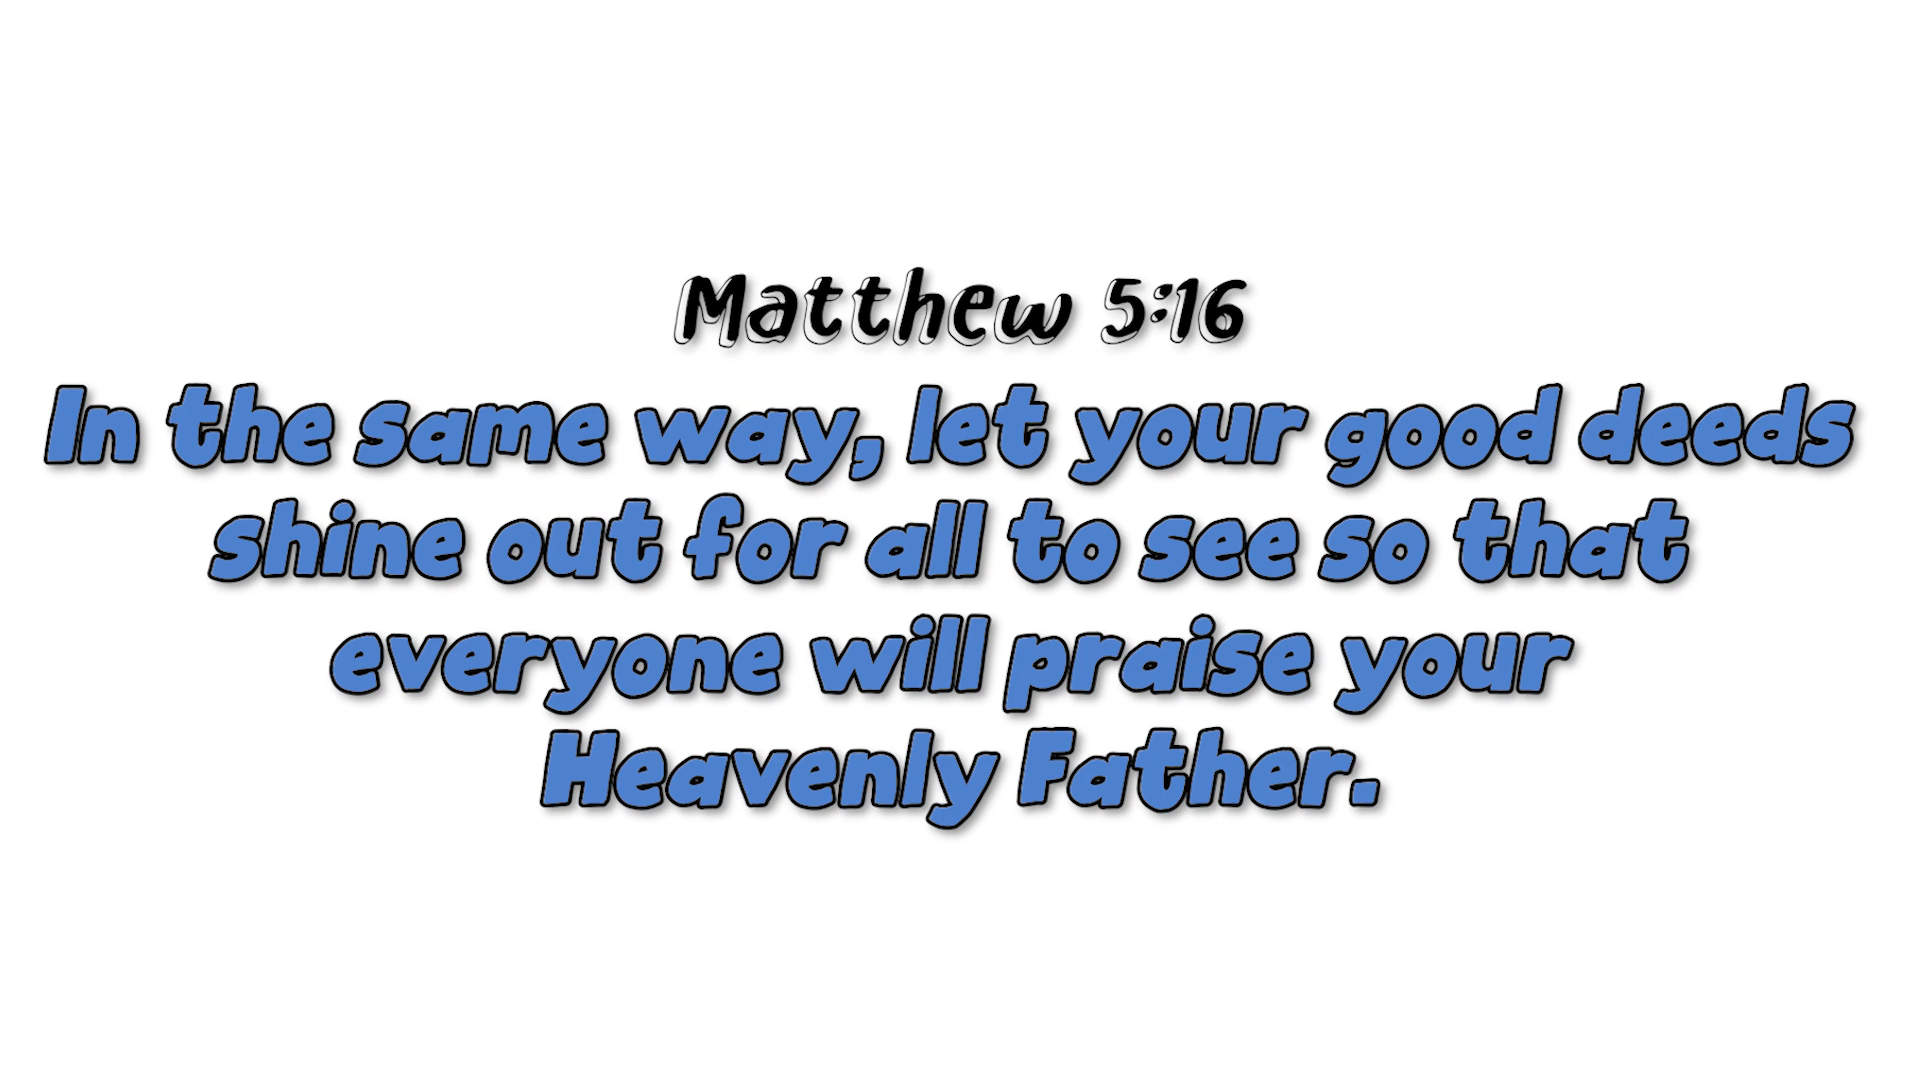 Matthew 5:16
In the same way, let your good deeds
shine out for all to see so that
everyone will praise your
Heavenly Father.